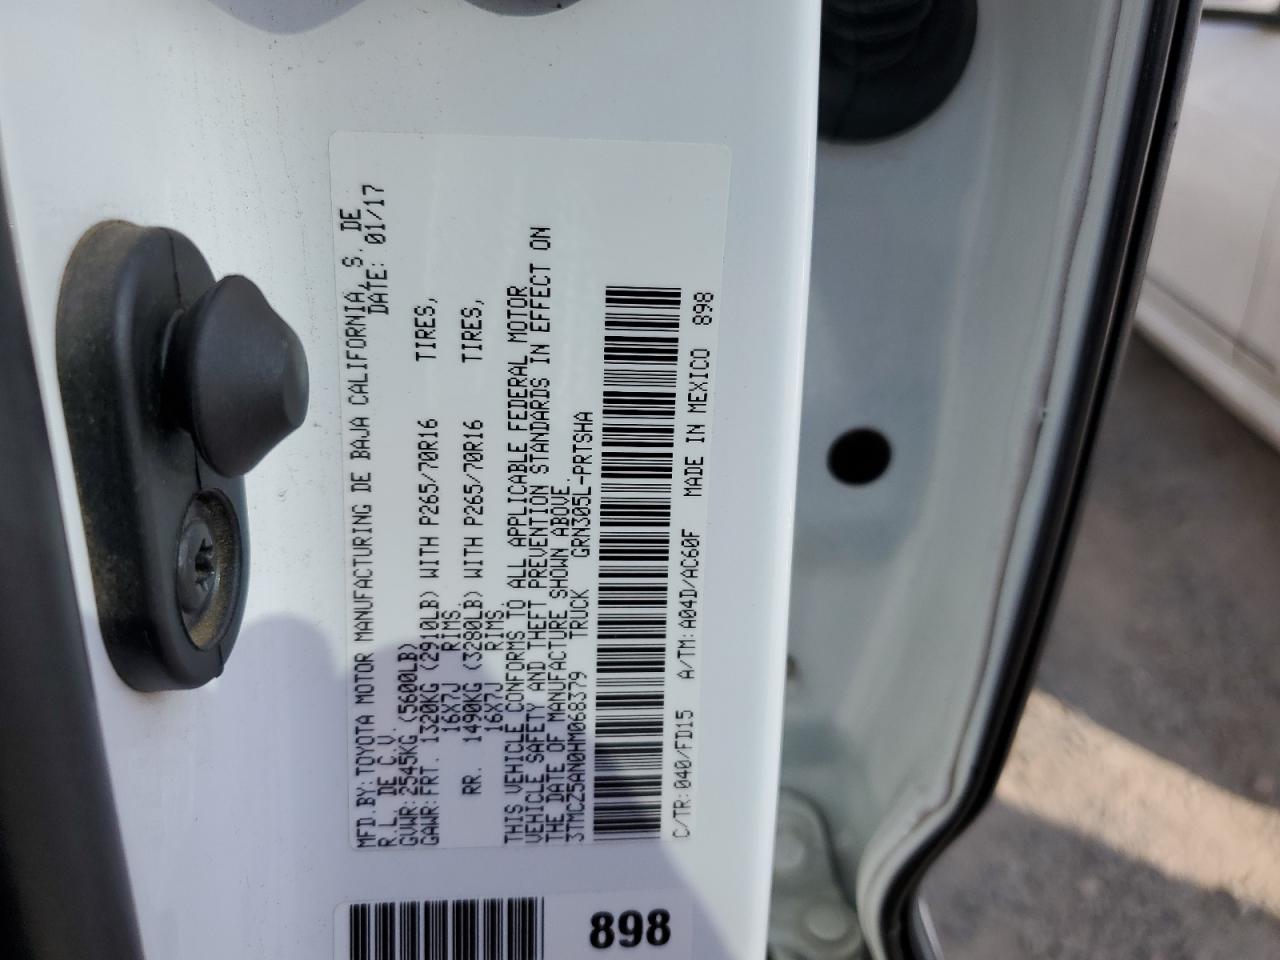 MFD.BY: TOYOTA MOTOR MANUFACTURING DE BAJA CALIFORNIA, S. DE
R.L. DE C.V. DATE: 01/17
GVWR: 2545KG (5600LB)
GAWR: FRT. 1320KG (2910LB) WITH P265/70R16 TIRES,
16X7J RIMS.
RR. 1490KG (3280LB) WITH P265/70R16 TIRES,
16X7J RIMS.
THIS VEHICLE CONFORMS TO ALL APPLICABLE FEDERAL MOTOR
VEHICLE SAFETY AND THEFT PREVENTION STANDARDS IN EFFECT ON
THE DATE OF MANUFACTURE SHOWN ABOVE.
3TMCZ5AN0HM068379 TRUCK GRN305L-PRTSHA
C/TR: 040/FD15 A/TM: A04D/AC60F MADE IN MEXICO 898
898